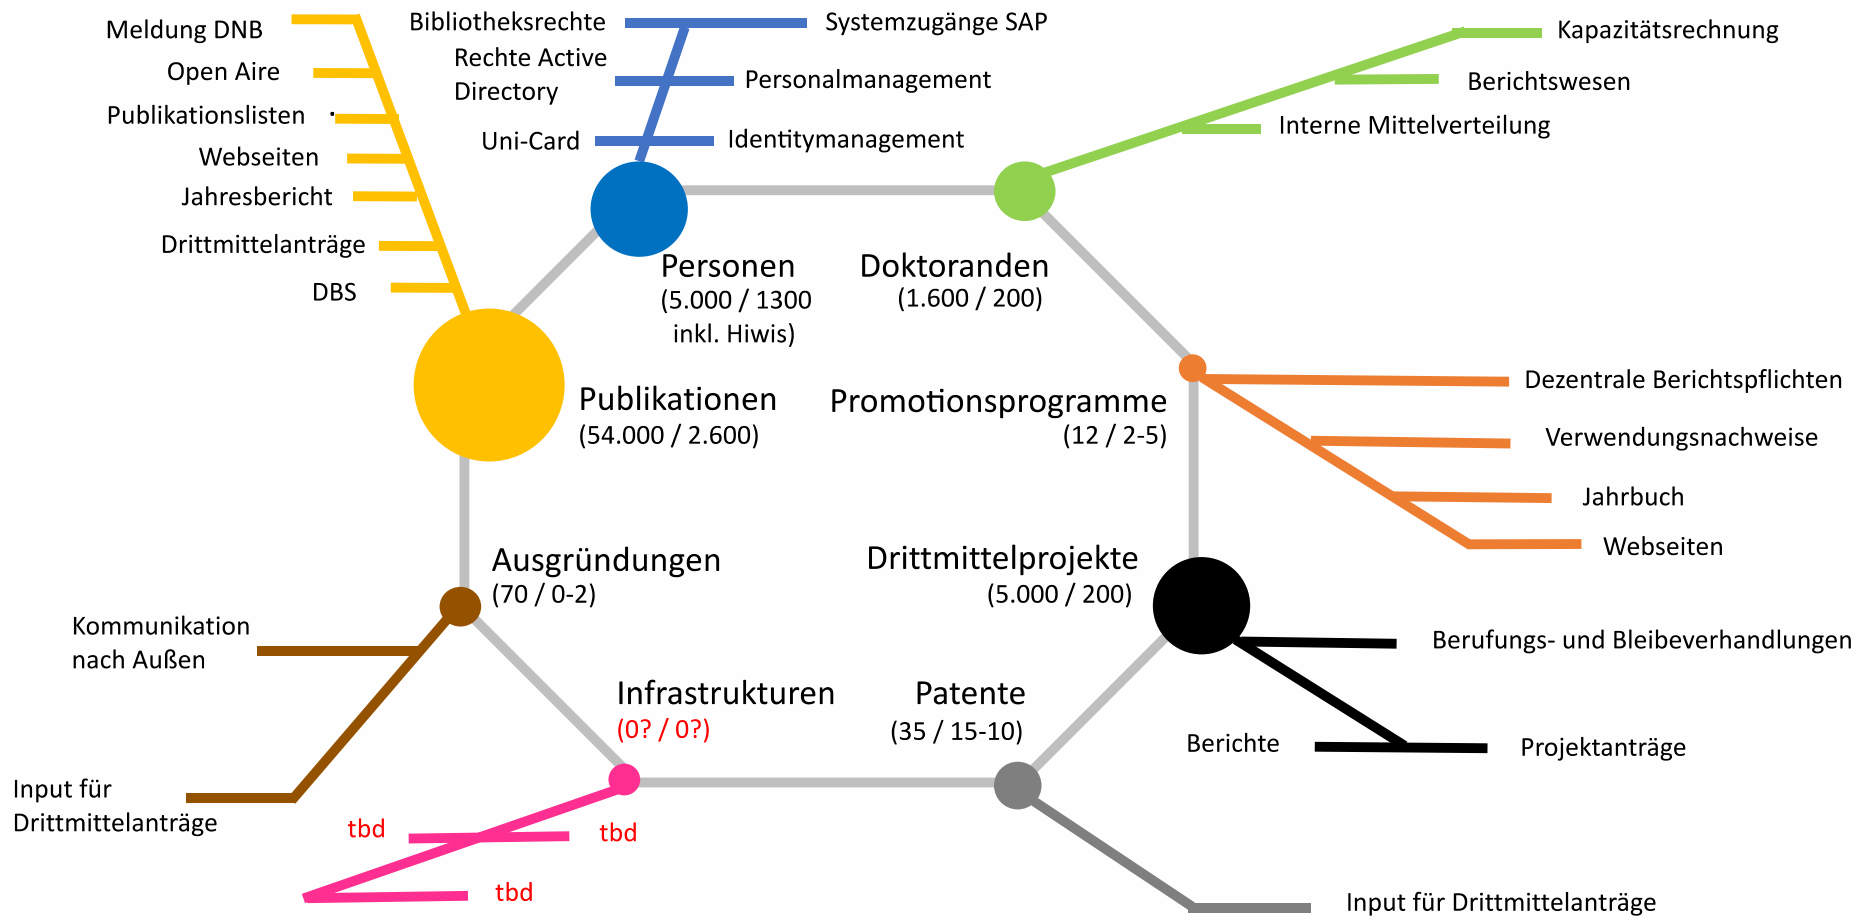 Meldung DNB
Open Aire
Publikationslisten
Webseiten
Jahresbericht
Drittmittelanträge
DBS
Bibliotheksrechte
Rechte Active
Directory
Uni-Card
Systemzugänge SAP
Personalmanagement
Identitymanagement
Kapazitätsrechnung
Berichtswesen
Interne Mittelverteilung
Personen
(5.000 / 1300
inkl. Hiwis)
Doktoranden
(1.600 / 200)
Publikationen
(54.000 / 2.600)
Promotionsprogramme
(12 / 2-5)
Dezentrale Berichtspflichten
Verwendungsnachweise
Jahrbuch
Webseiten
Ausgründungen
(70 / 0-2)
Drittmittelprojekte
(5.000 / 200)
Kommunikation
nach Außen
Input für
Drittmittelanträge
Infrastrukturen
(0? / 0?)
Patente
(35 / 15-10)
Berufungs- und Bleibeverhandlungen
Berichte
Projektanträge
tbd
tbd
tbd
Input für Drittmittelanträge